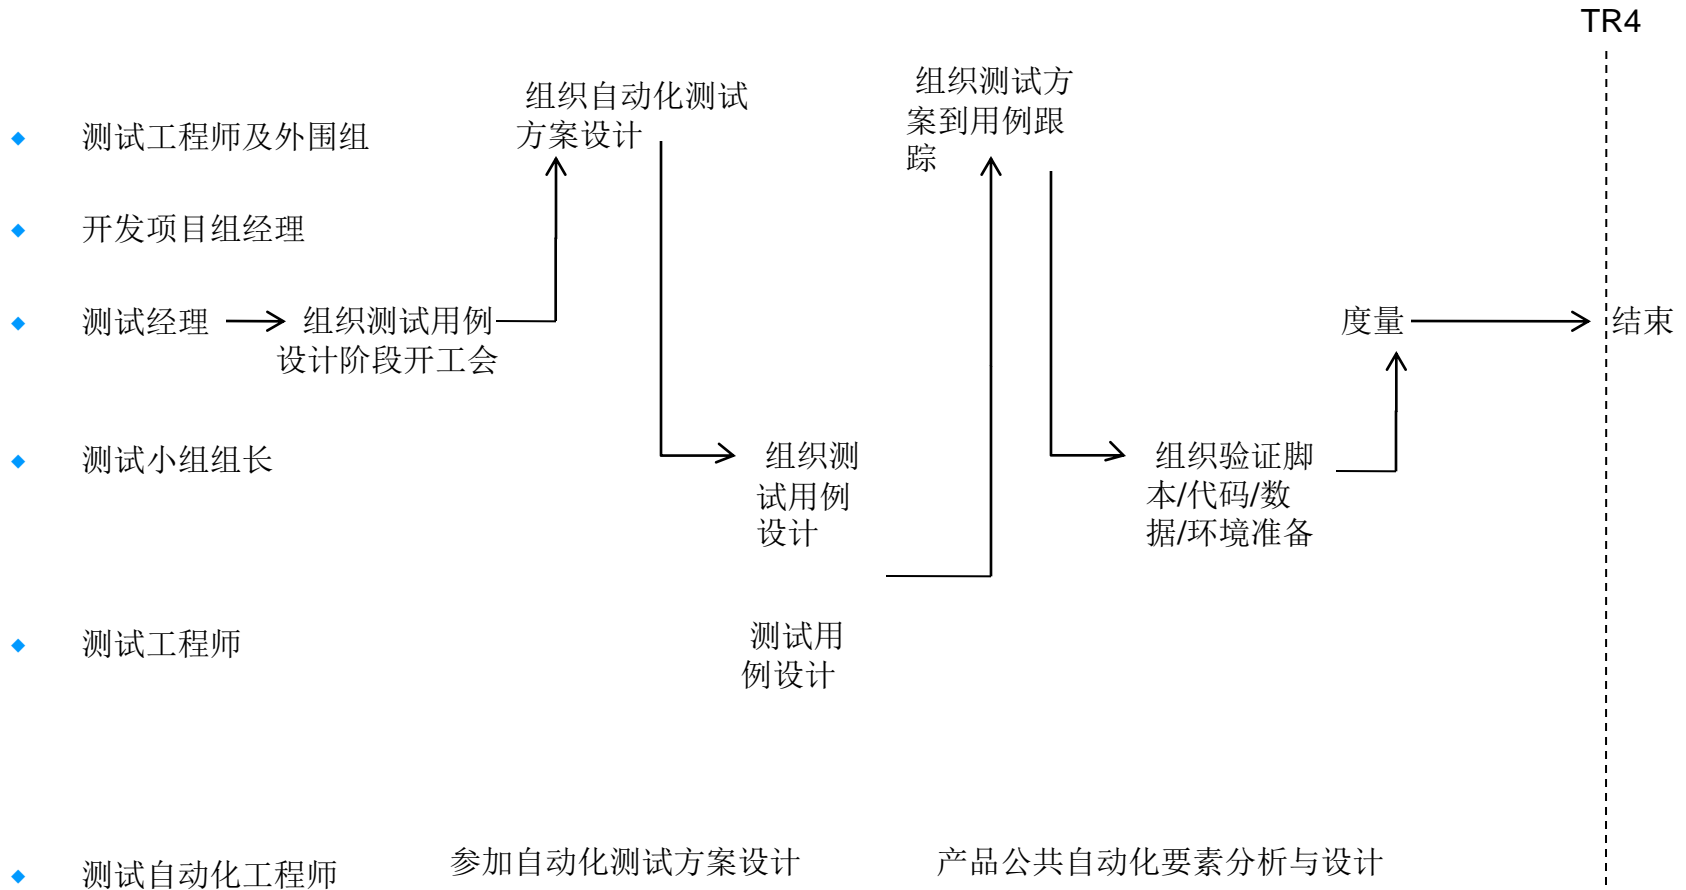 TR4
组织自动化测试
方案设计
组织测试方
案到用例跟
踪
测试工程师及外围组
开发项目组经理
测试经理
组织测试用例
设计阶段开工会
度量
结束
测试小组组长
组织测
试用例
设计
组织验证脚
本/代码/数
据/环境准备
测试工程师
测试用
例设计
测试自动化工程师
参加自动化测试方案设计
产品公共自动化要素分析与设计